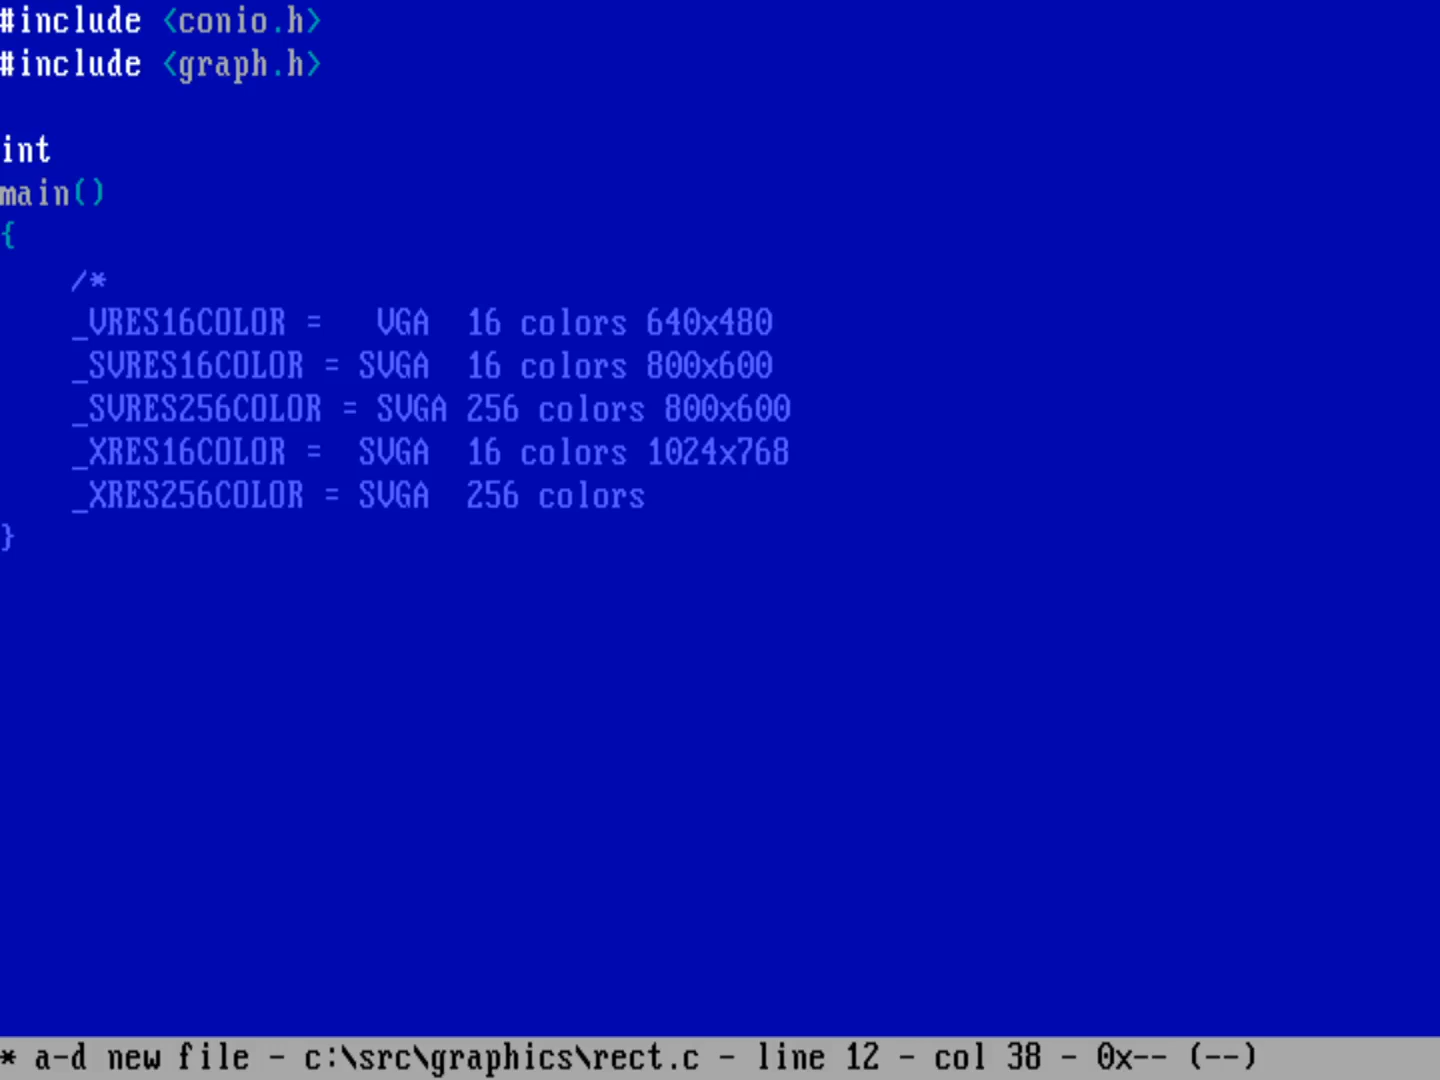 #include <conio.h>
#include <graph.h>

int
main()
{
    /*
    _VRES16COLOR =   VGA  16 colors 640x480
    _SVRES16COLOR = SVGA  16 colors 800x600
    _SVRES256COLOR = SVGA 256 colors 800x600
    _XRES16COLOR =  SVGA  16 colors 1024x768
    _XRES256COLOR = SVGA  256 colors
}
* a-d new file - c:\src\graphics\rect.c - line 12 - col 38 - 0x-- (--)